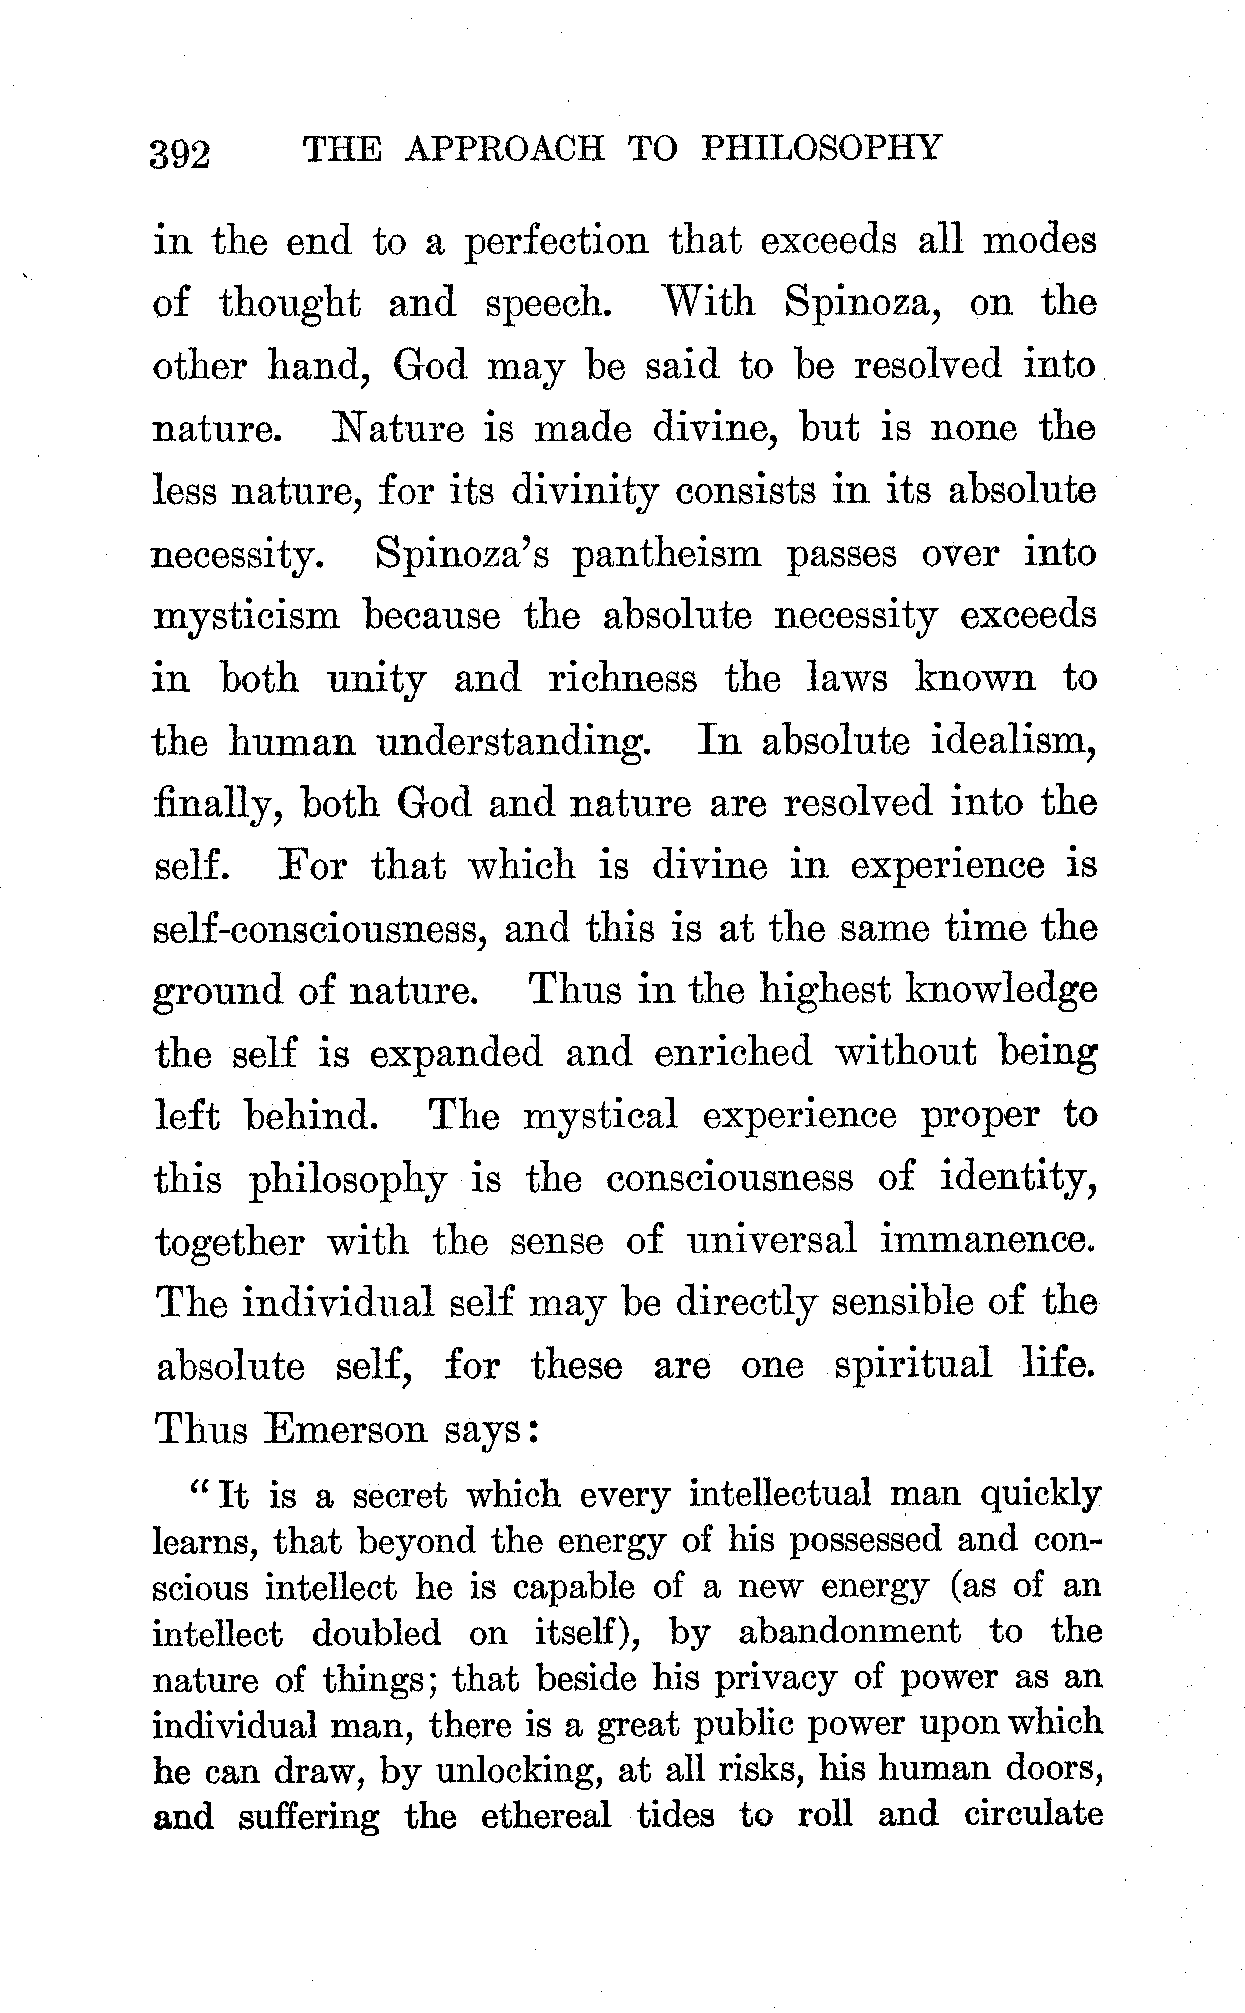 392 THE APPROACH TO PHILOSOPHY
in the end to a perfection that exceeds all modes
of thought and speech. With Spinoza, on the
other hand, God may be said to be resolved into
nature. Nature is made divine, but is none the
less nature, for its divinity consists in its absolute
necessity. Spinoza's pantheism passes over into
mysticism because the absolute necessity exceeds
in both unity and richness the laws known to
the human understanding. In absolute idealism,
finally, both God and nature are resolved into the
self. For that which is divine in experience is
self-consciousness, and this is at the same time the
ground of nature. Thus in the highest knowledge
the self is expanded and enriched without being
left behind. The mystical experience proper to
this philosophy is the consciousness of identity,
together with the sense of universal immanence.
The individual self may be directly sensible of the
absolute self, for these are one spiritual life.
Thus Emerson says:
“It is a secret which every intellectual man quickly
learns, that beyond the energy of his possessed and con-
scious intellect he is capable of a new energy (as of an
intellect doubled on itself), by abandonment to the
nature of things; that beside his privacy of power as an
individual man, there is a great public power upon which
he can draw, by unlocking, at all risks, his human doors,
and suffering the ethereal tides to roll and circulate